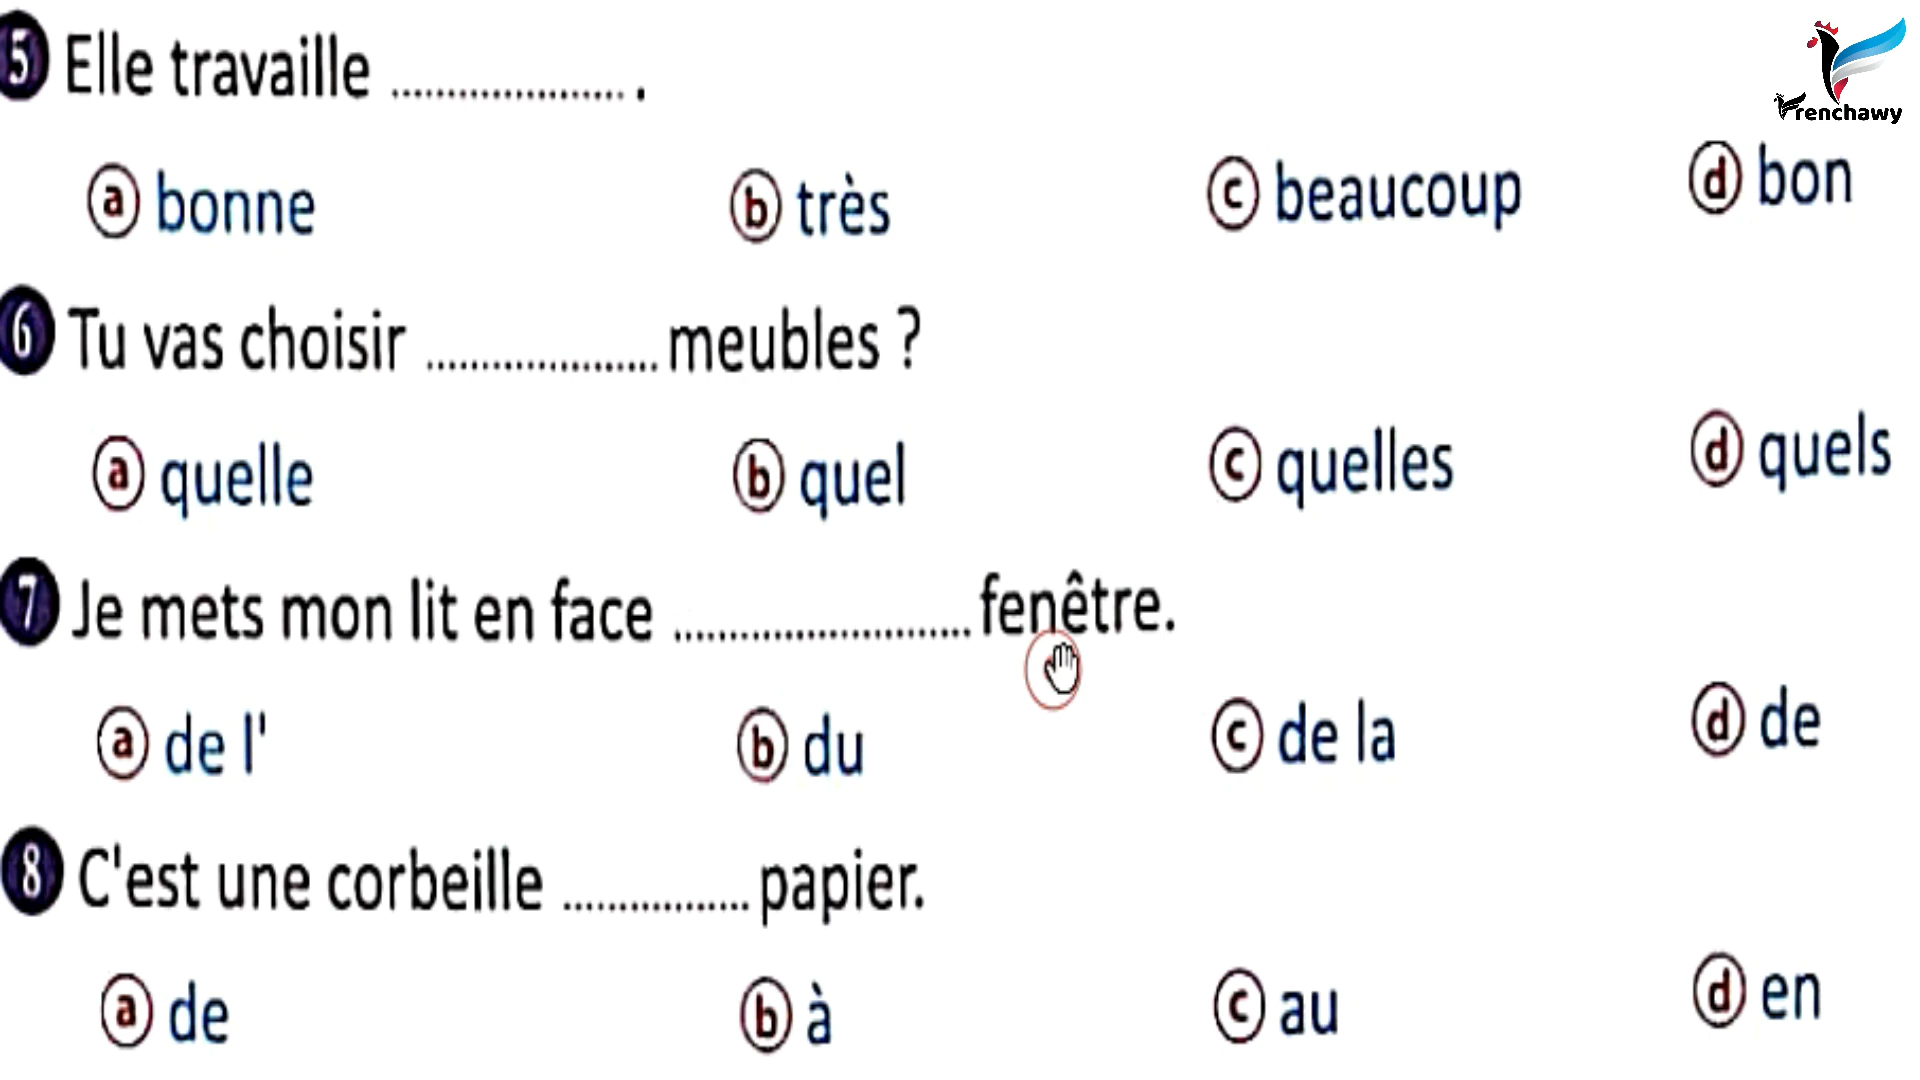 5 Elle travaille ..................... .
Frenchawy
a bonne b très c beaucoup d bon
6 Tu vas choisir ..................... meubles ?
a quelle b quel c quelles d quels
7 Je mets mon lit en face ........................... fenêtre.
a de l' b du c de la d de
8 C'est une corbeille ................. papier.
a de b à c au d en